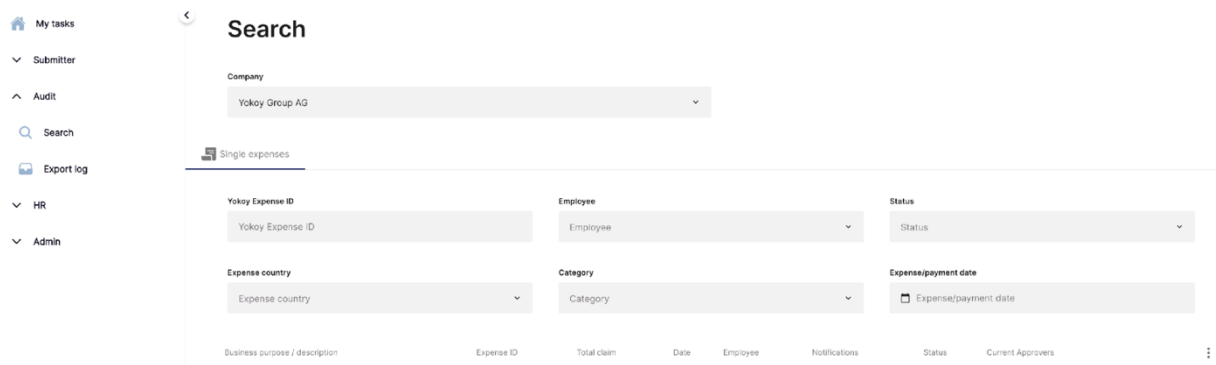 My tasks
Submitter
Audit
Search
Export log
HR
Admin
Search
Company
Yokoy Group AG
Single expenses
Yokoy Expense ID Employee Status
Yokoy Expense ID Employee Status
Expense country Category Expense/payment date
Expense country Category Expense/payment date
Business purpose / description Expense ID Total claim Date Employee Notifications Status Current Approvers